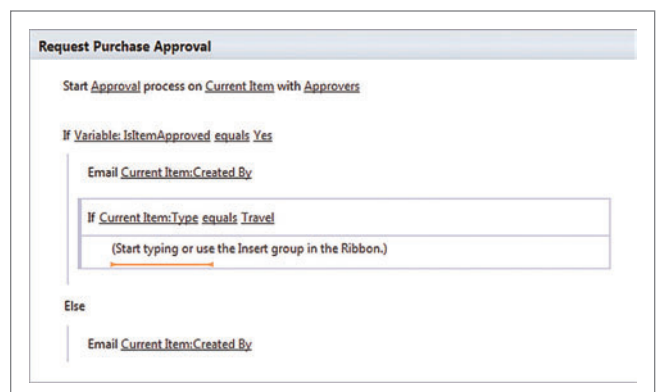 Request Purchase Approval
Start Approval process on Current Item with Approvers
If Variable: IsItemApproved equals Yes
Email Current Item:Created By
If Current Item:Type equals Travel
(Start typing or use the Insert group in the Ribbon.)
Else
Email Current Item:Created By